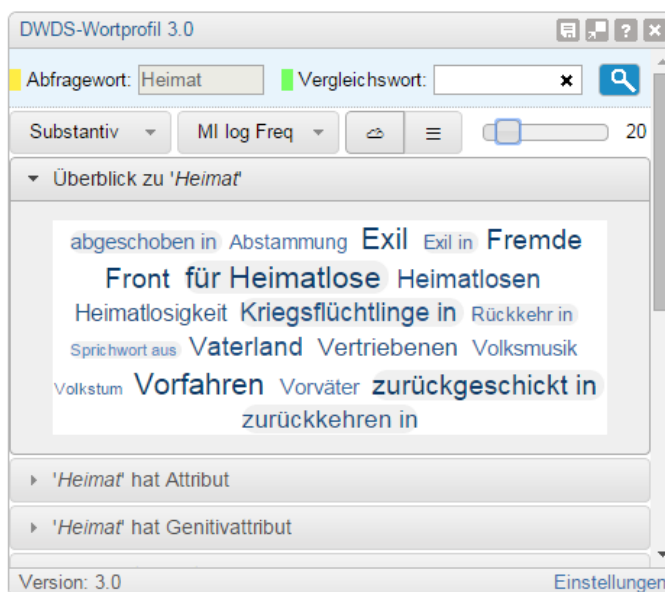 DWDS-Wortprofil 3.0
Abfragewort: Heimat Vergleichswort:
Substantiv MI log Freq 20
Überblick zu 'Heimat'
abgeschoben in Abstammung Exil Exil in Fremde
Front für Heimatlose Heimatlosen
Heimatlosigkeit Kriegsflüchtlinge in Rückkehr in
Sprichwort aus Vaterland Vertriebenen Volksmusik
Volkstum Vorfahren Vorväter zurückgeschickt in
zurückkehren in
'Heimat' hat Attribut
'Heimat' hat Genitivattribut
Version: 3.0 Einstellungen